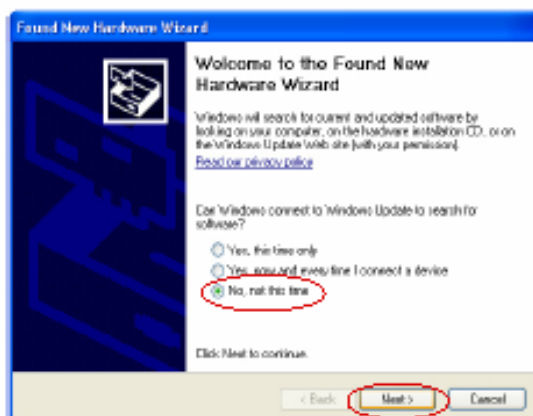 Found New Hardware Wizard
Welcome to the Found New
Hardware Wizard
Windows will search for current and updated software by
looking on your computer, on the hardware installation CD, or on
the Windows Update Web site (with your permission).
Read our privacy policy
Can Windows connect to Windows Update to search for
software?
Yes, this time only
Yes, now and every time I connect a device
No, not this time
Click Next to continue.
< Back Next > Cancel